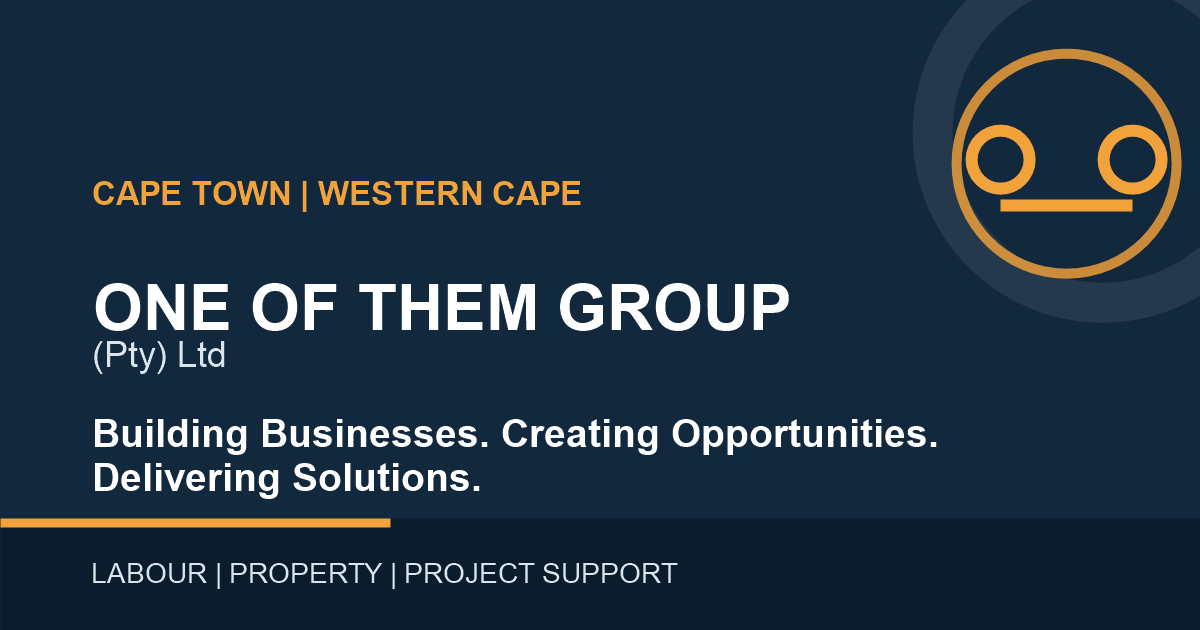 CAPE TOWN | WESTERN CAPE
ONE OF THEM GROUP
(Pty) Ltd
Building Businesses. Creating Opportunities.
Delivering Solutions.
LABOUR | PROPERTY | PROJECT SUPPORT